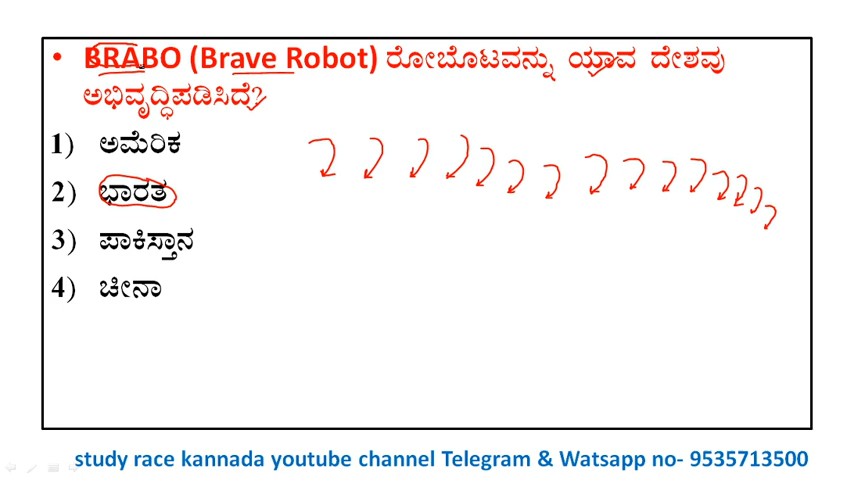 • BRABO (Brave Robot) ರೋಬೊಟವನ್ನು ಯಾವ ದೇಶವು
ಅಭಿವೃದ್ಧಿಪಡಿಸಿದೆ?
1) ಅಮೆರಿಕ
2) ಭಾರತ
3) ಪಾಕಿಸ್ತಾನ
4) ಚೀನಾ
study race kannada youtube channel Telegram & Watsapp no- 9535713500